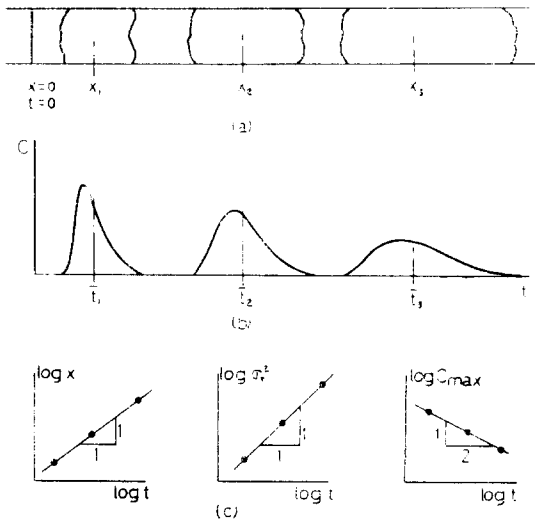 x=0
t=0
x₁
x₂
x₃
(a)
C
t̅₁
t̅₂
t̅₃
t
(b)
log x
1
1
log t
log σₜ²
1
1
log t
log Cmax
1
2
log t
(c)